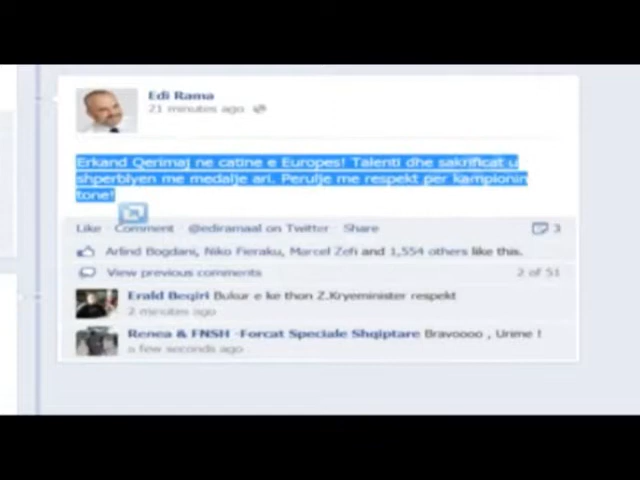 Edi Rama
21 minutes ago
Erkand Qerimaj ne catine e Europes! Talenti dhe sakrificat u
shperblyen me medalje ari. Perulje me respekt per kampionin
tone!
Like · Comment · @ediramaal on Twitter · Share 3
Arlind Bogdani, Niko Fieraku, Marcel Zefi and 1,554 others like this.
View previous comments 2 of 51
Erald Beqiri Bukur e ke thon Z.Kryeminister respekt
2 minutes ago
Renea & FNSH -Forcat Speciale Shqiptare Bravoooo , Urime !
a few seconds ago